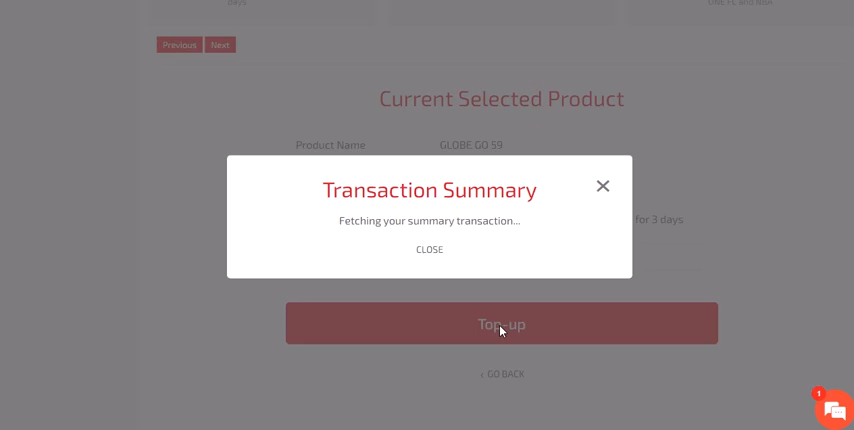 days
ONE FL and NBA
Previous
Next
Current Selected Product
Product Name
GLOBE GO 59
Transaction Summary
Fetching your summary transaction...
for 3 days
CLOSE
Top-up
‹ GO BACK
1